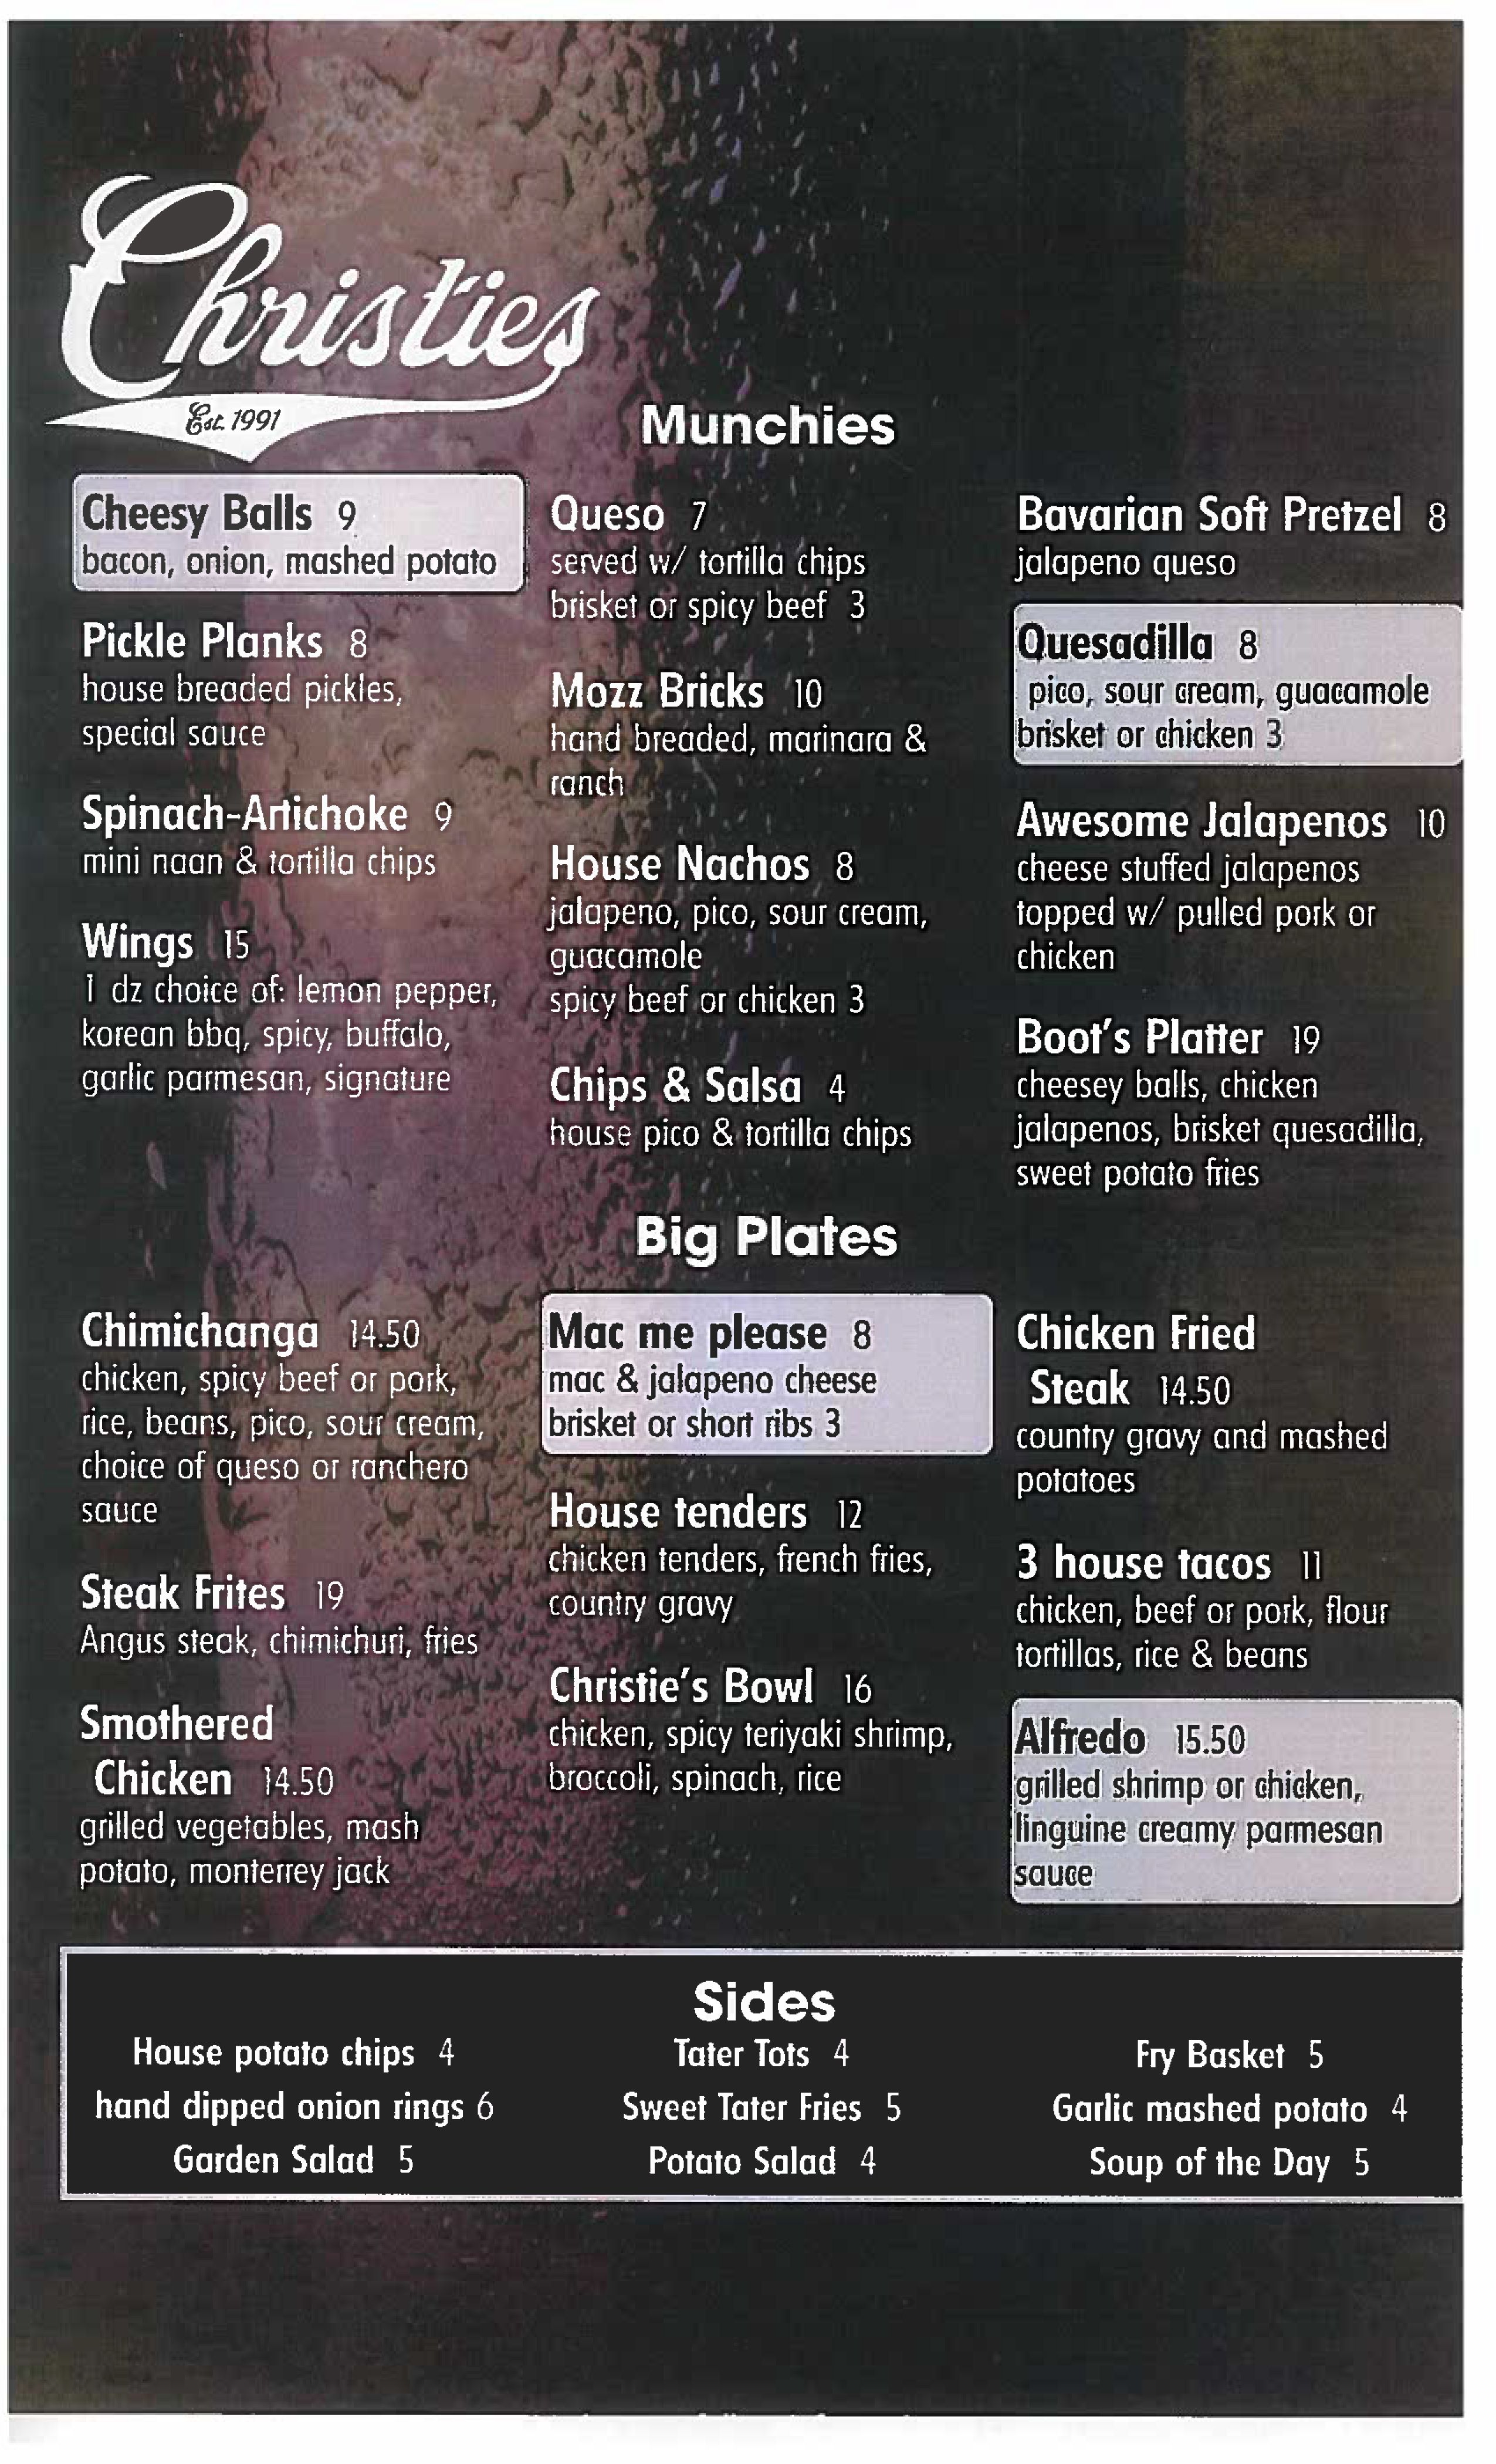 Christies
Est. 1991
Munchies
Cheesy Balls 9
bacon, onion, mashed potato
Pickle Planks 8
house breaded pickles,
special sauce
Spinach-Artichoke 9
mini naan & tortilla chips
Wings 15
1 dz choice of: lemon pepper,
korean bbq, spicy, buffalo,
garlic parmesan, signature
Queso 7
served w/ tortilla chips
brisket or spicy beef 3
Mozz Bricks 10
hand breaded, marinara &
ranch
House Nachos 8
jalapeno, pico, sour cream,
guacamole
spicy beef or chicken 3
Chips & Salsa 4
house pico & tortilla chips
Bavarian Soft Pretzel 8
jalapeno queso
Quesadilla 8
pico, sour cream, guacamole
brisket or chicken 3
Awesome Jalapenos 10
cheese stuffed jalapenos
topped w/ pulled pork or
chicken
Boot's Platter 19
cheesey balls, chicken
jalapenos, brisket quesadilla,
sweet potato fries
Big Plates
Chimichanga 14.50
chicken, spicy beef or pork,
rice, beans, pico, sour cream,
choice of queso or ranchero
sauce
Steak Frites 19
Angus steak, chimichuri, fries
Smothered
Chicken 14.50
grilled vegetables, mash
potato, monterrey jack
Mac me please 8
mac & jalapeno cheese
brisket or short ribs 3
House tenders 12
chicken tenders, french fries,
country gravy
Christie's Bowl 16
chicken, spicy teriyaki shrimp,
broccoli, spinach, rice
Chicken Fried
Steak 14.50
country gravy and mashed
potatoes
3 house tacos 11
chicken, beef or pork, flour
tortillas, rice & beans
Alfredo 15.50
grilled shrimp or chicken,
linguine creamy parmesan
sauce
Sides
House potato chips 4
hand dipped onion rings 6
Garden Salad 5
Tater Tots 4
Sweet Tater Fries 5
Potato Salad 4
Fry Basket 5
Garlic mashed potato 4
Soup of the Day 5